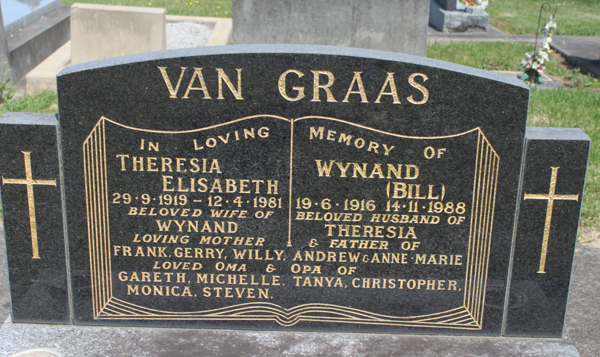 VAN GRAAS
IN LOVING MEMORY OF
THERESIA
ELISABETH
29·9·1919 – 12·4·1981
BELOVED WIFE OF
WYNAND
WYNAND
(BILL)
19·6·1916 14·11·1988
BELOVED HUSBAND OF
THERESIA
LOVING MOTHER & FATHER OF
FRANK, GERRY, WILLY, ANDREW & ANNE-MARIE
LOVED OMA & OPA OF
GARETH, MICHELLE, TANYA, CHRISTOPHER,
MONICA, STEVEN.